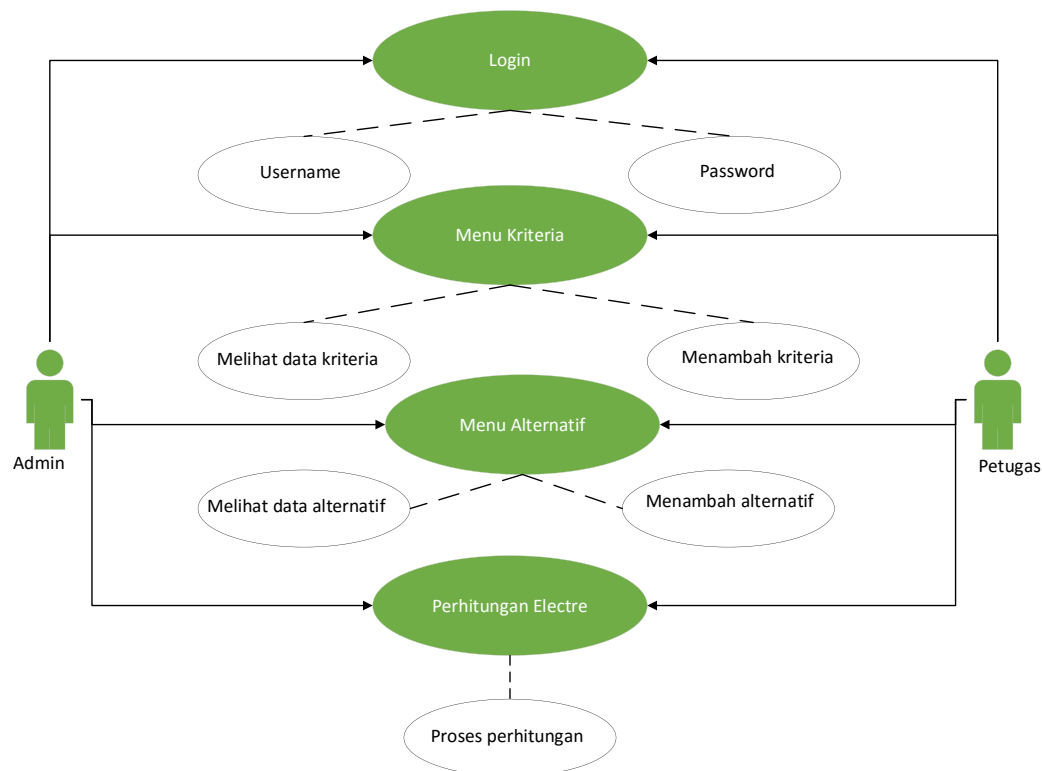 Login
Username
Password
Menu Kriteria
Melihat data kriteria
Menambah kriteria
Admin
Menu Alternatif
Petugas
Melihat data alternatif
Menambah alternatif
Perhitungan Electre
Proses perhitungan